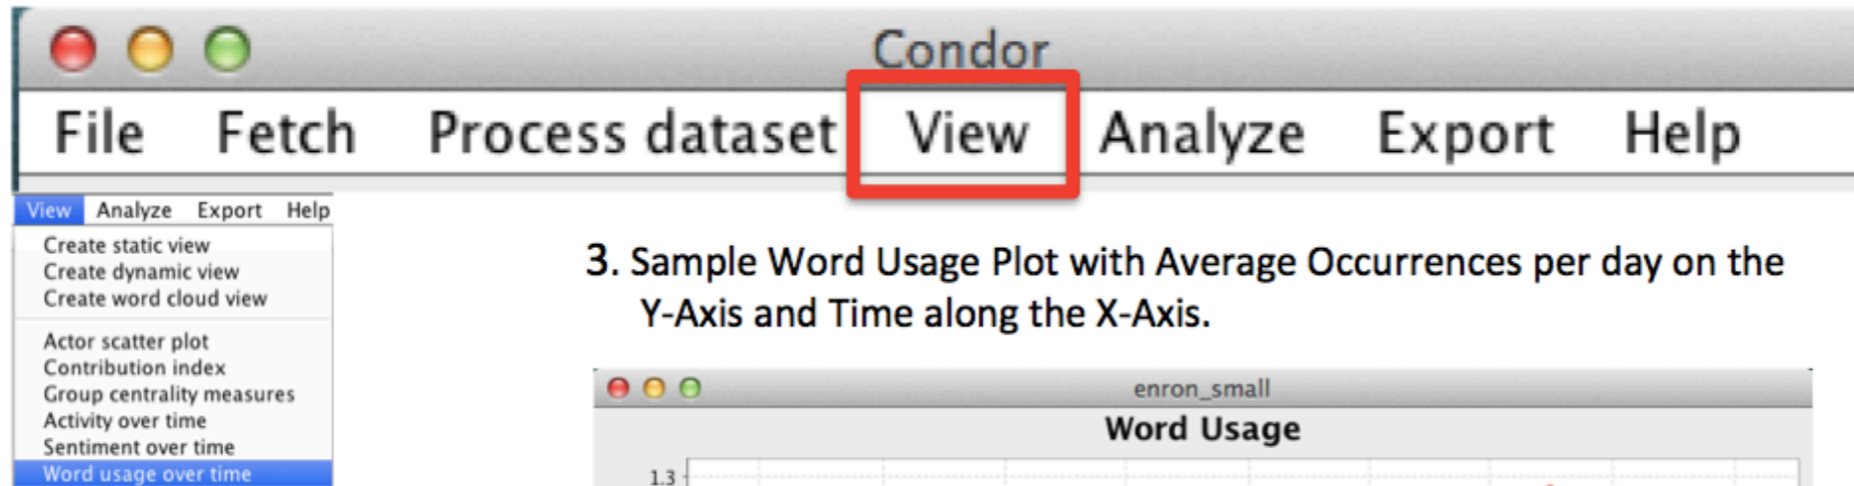 Condor
File Fetch Process dataset View Analyze Export Help
View Analyze Export Help
Create static view
Create dynamic view
Create word cloud view
Actor scatter plot
Contribution index
Group centrality measures
Activity over time
Sentiment over time
Word usage over time
3. Sample Word Usage Plot with Average Occurrences per day on the
Y-Axis and Time along the X-Axis.
enron_small
Word Usage
1.3